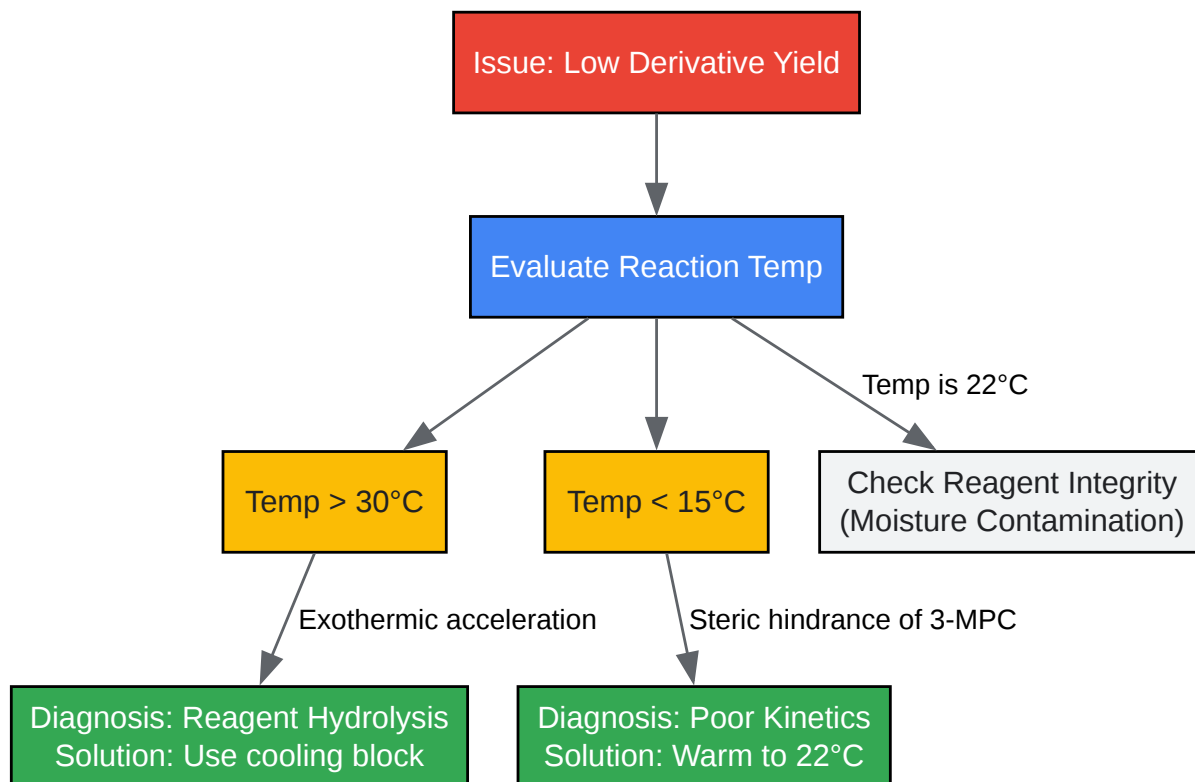 Issue: Low Derivative Yield
Evaluate Reaction Temp
Temp is 22°C
Temp > 30°C
Temp < 15°C
Check Reagent Integrity
(Moisture Contamination)
Exothermic acceleration
Steric hindrance of 3-MPC
Diagnosis: Reagent Hydrolysis
Solution: Use cooling block
Diagnosis: Poor Kinetics
Solution: Warm to 22°C